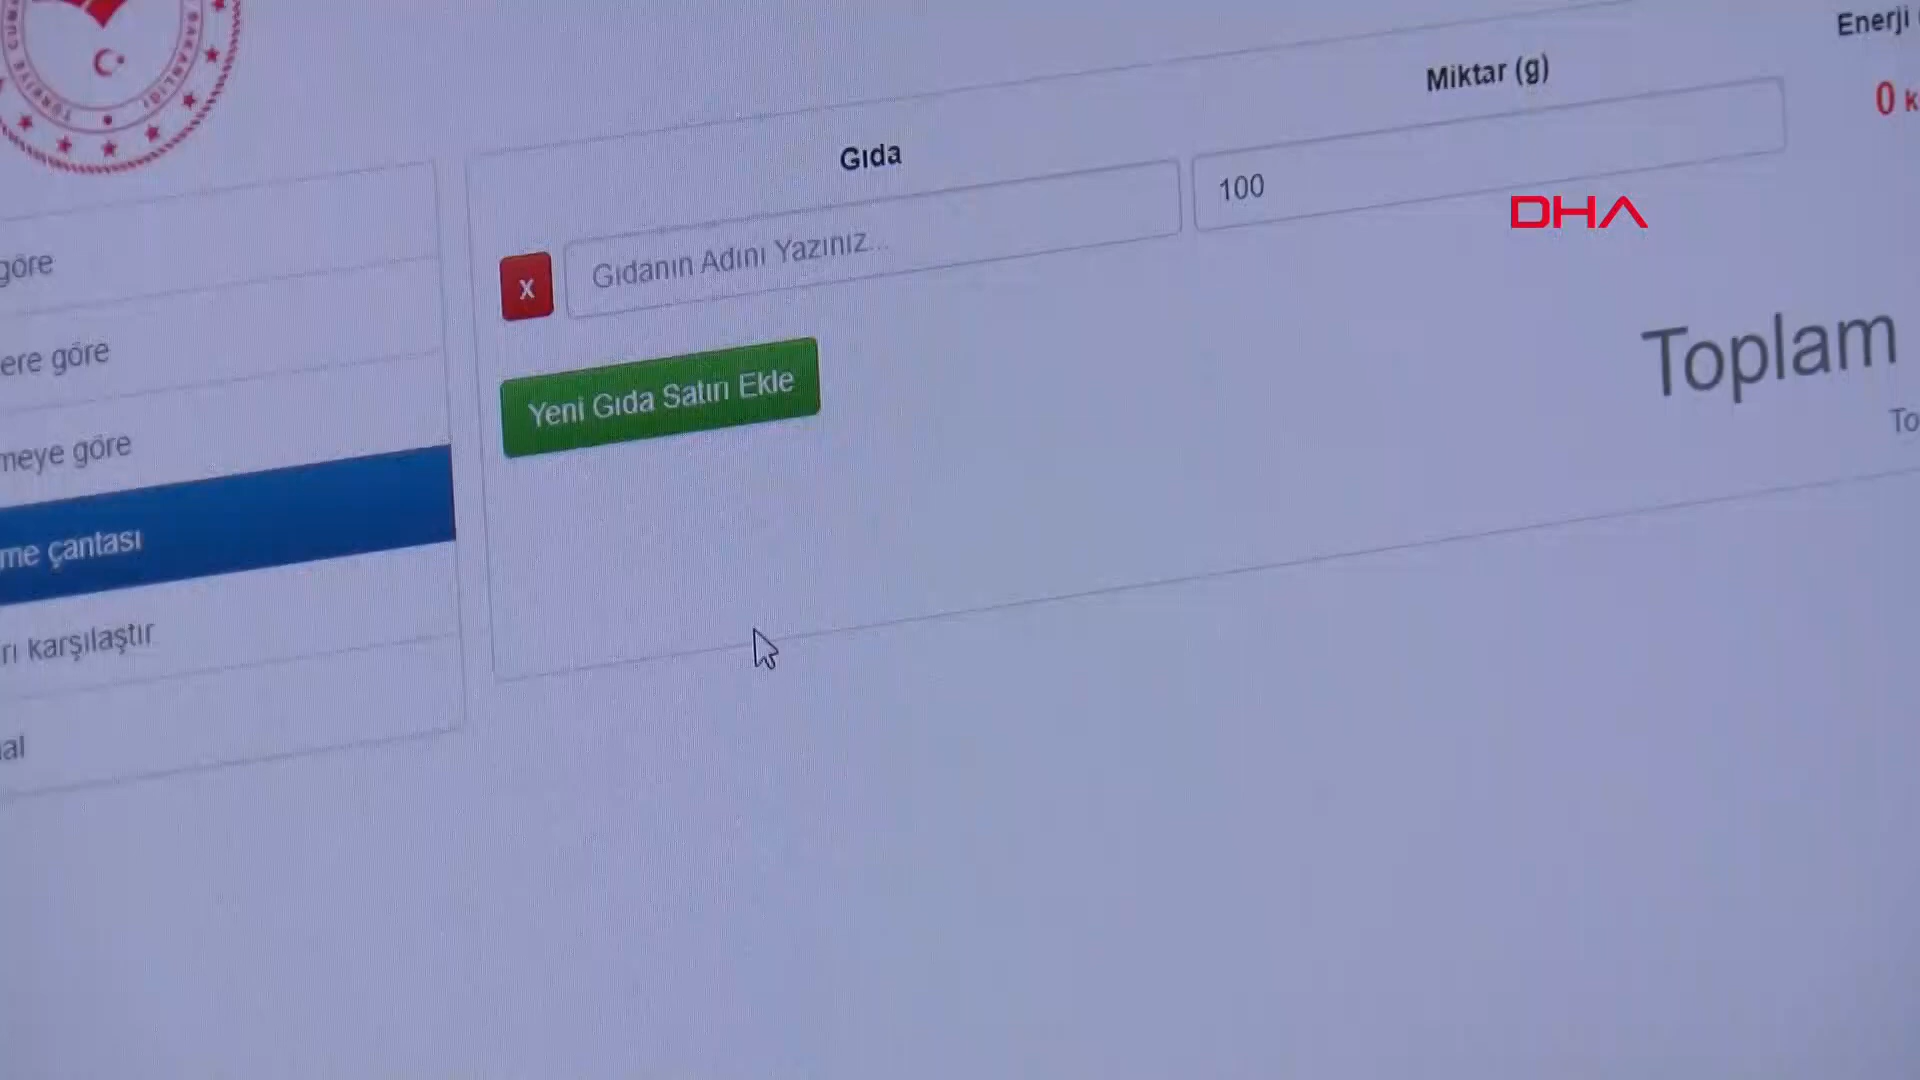 Enerji
Miktar (g)
0 k
Gıda
100
DHA
göre
x
Gıdanın Adını Yazınız...
Toplam
ere göre
Yeni Gıda Satırı Ekle
To
meye göre
me çantası
rı karşılaştır
al